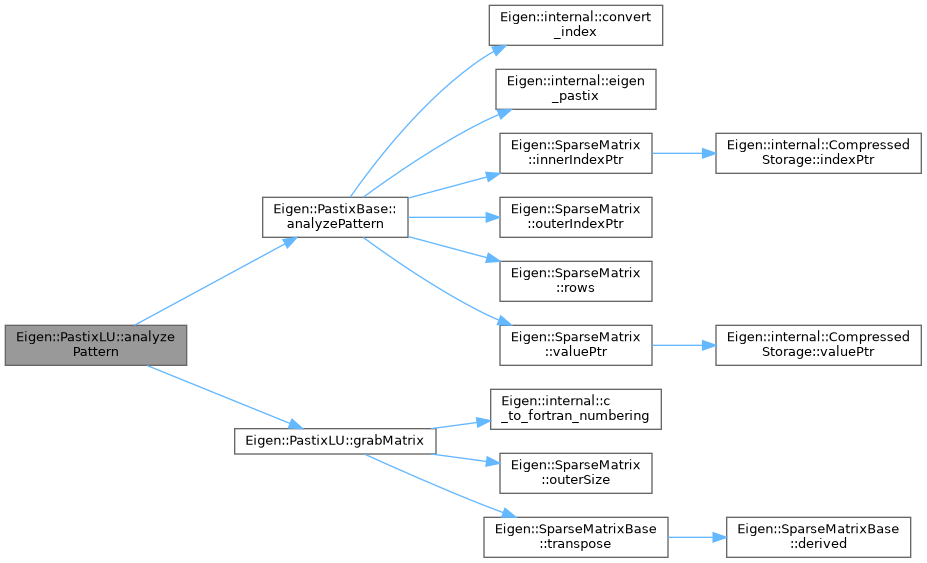 Eigen::internal::convert
_index
Eigen::internal::eigen
_pastix
Eigen::SparseMatrix
::innerIndexPtr
Eigen::internal::Compressed
Storage::indexPtr
Eigen::PastixBase::
analyzePattern
Eigen::SparseMatrix
::outerIndexPtr
Eigen::SparseMatrix
::rows
Eigen::PastixLU::analyze
Pattern
Eigen::SparseMatrix
::valuePtr
Eigen::internal::Compressed
Storage::valuePtr
Eigen::internal::c
_to_fortran_numbering
Eigen::PastixLU::grabMatrix
Eigen::SparseMatrix
::outerSize
Eigen::SparseMatrixBase
::transpose
Eigen::SparseMatrixBase
::derived